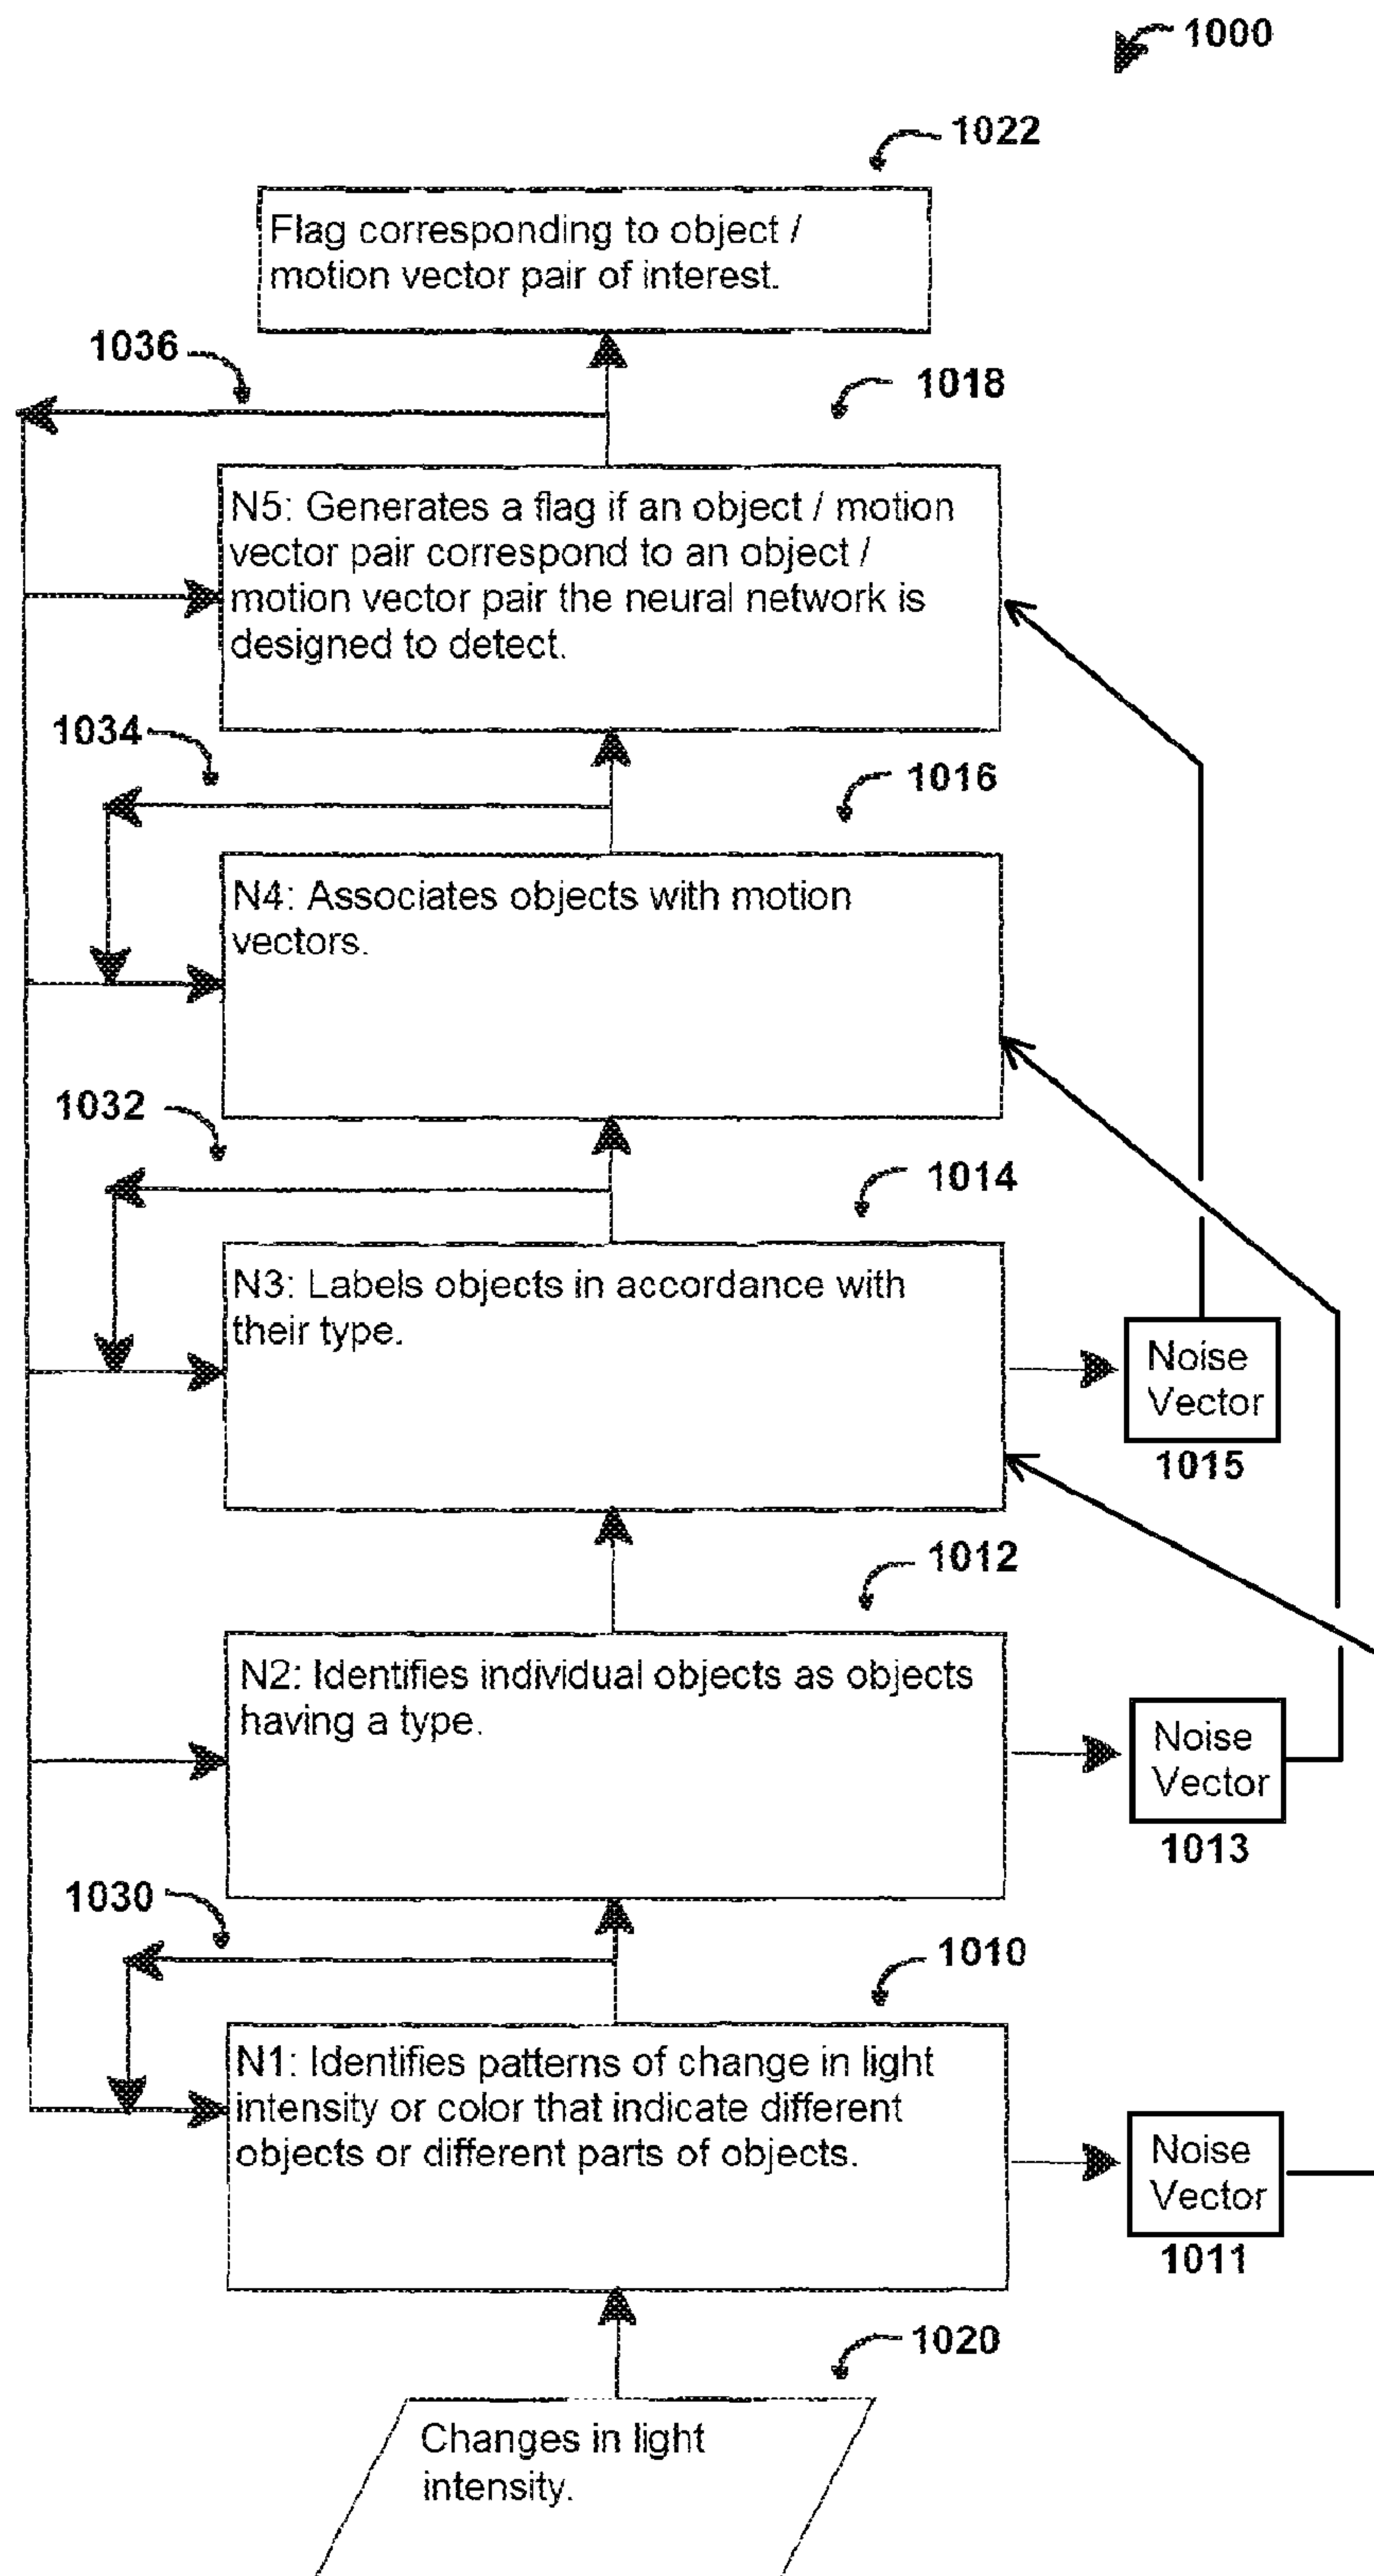 1000
1022
Flag corresponding to object /
motion vector pair of interest.
1036
1018
N5: Generates a flag if an object / motion
vector pair correspond to an object /
motion vector pair the neural network is
designed to detect.
1034
1016
N4: Associates objects with motion
vectors.
1032
1014
N3: Labels objects in accordance with
their type.
Noise
Vector
1015
1012
N2: Identifies individual objects as objects
having a type.
Noise
Vector
1013
1030
1010
N1: Identifies patterns of change in light
intensity or color that indicate different
objects or different parts of objects.
Noise
Vector
1011
1020
Changes in light
intensity.